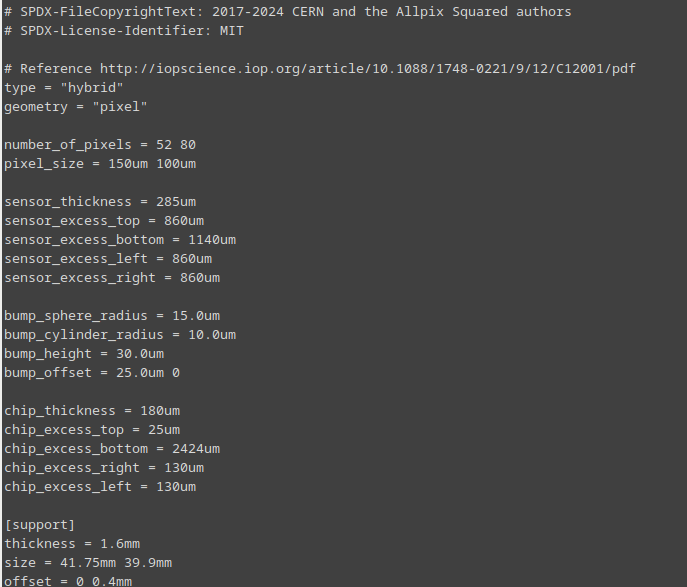 # SPDX-FileCopyrightText: 2017-2024 CERN and the Allpix Squared authors
# SPDX-License-Identifier: MIT
# Reference http://iopscience.iop.org/article/10.1088/1748-0221/9/12/C12001/pdf
type = "hybrid"
geometry = "pixel"
number_of_pixels = 52 80
pixel_size = 150um 100um
sensor_thickness = 285um
sensor_excess_top = 860um
sensor_excess_bottom = 1140um
sensor_excess_left = 860um
sensor_excess_right = 860um
bump_sphere_radius = 15.0um
bump_cylinder_radius = 10.0um
bump_height = 30.0um
bump_offset = 25.0um 0
chip_thickness = 180um
chip_excess_top = 25um
chip_excess_bottom = 2424um
chip_excess_right = 130um
chip_excess_left = 130um
[support]
thickness = 1.6mm
size = 41.75mm 39.9mm
offset = 0 0.4mm